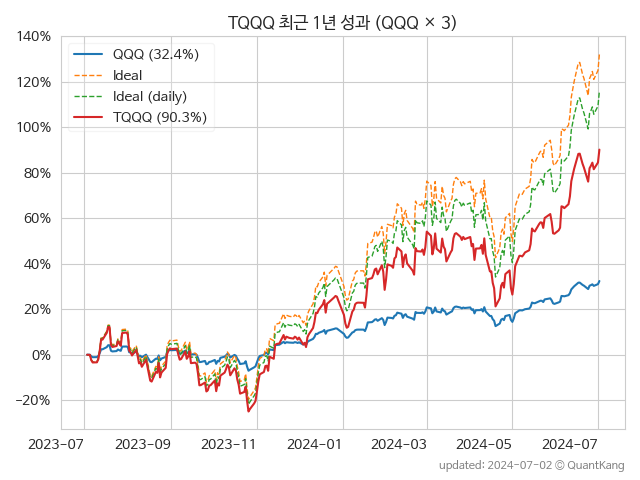 TQQQ 최근 1년 성과 (QQQ × 3)
140%
120%
100%
80%
60%
40%
20%
0%
−20%
QQQ (32.4%)
Ideal
Ideal (daily)
TQQQ (90.3%)
2023−07
2023−09
2023−11
2024−01
2024−03
2024−05
2024−07
updated: 2024-07-02 © QuantKang